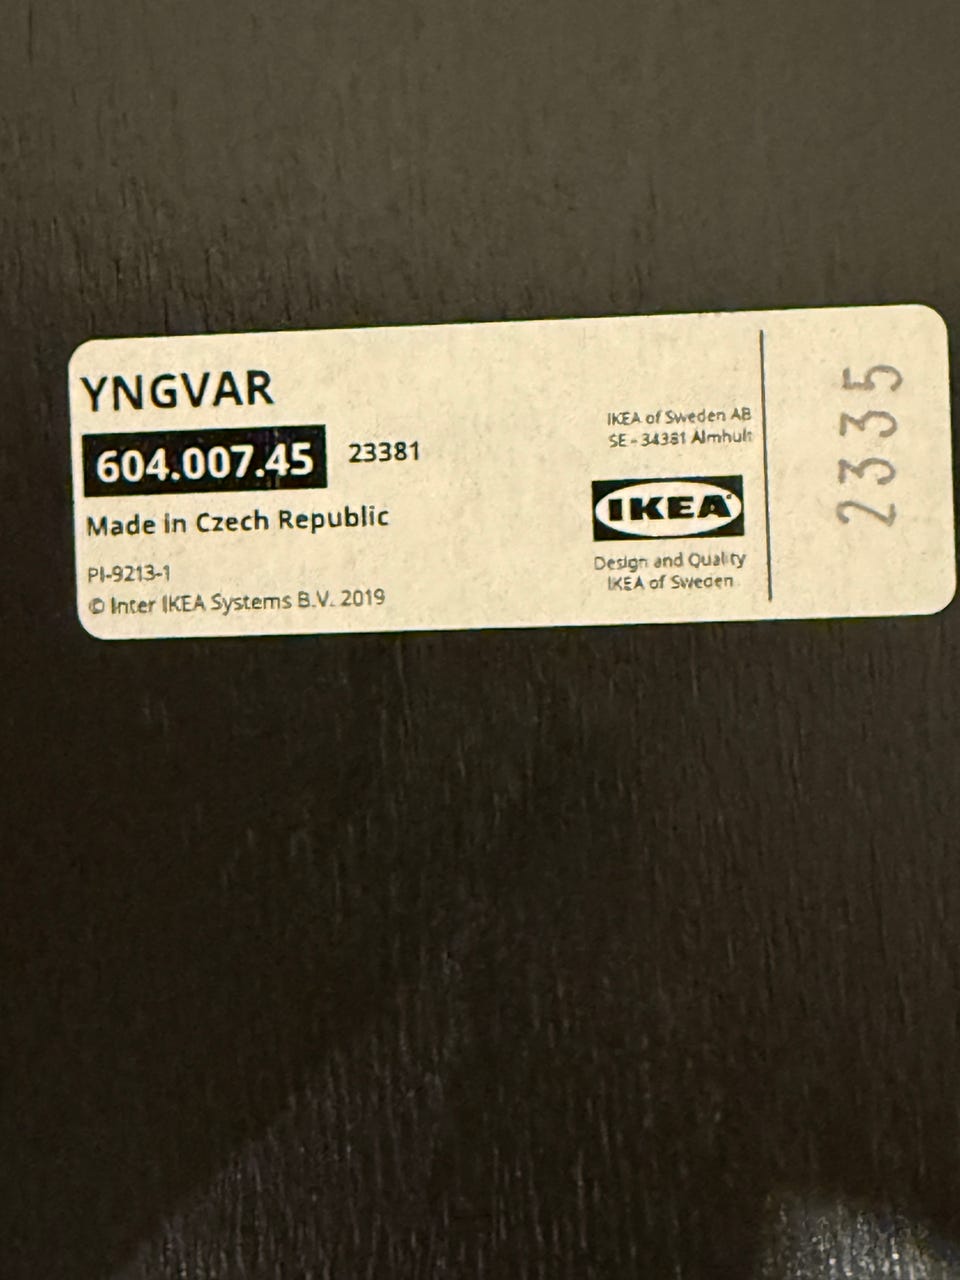 YNGVAR
604.007.45 23381
Made in Czech Republic
PI-9213-1
© Inter IKEA Systems B.V. 2019
IKEA of Sweden AB
SE - 34381 Älmhult
IKEA®
Design and Quality
IKEA of Sweden
2335